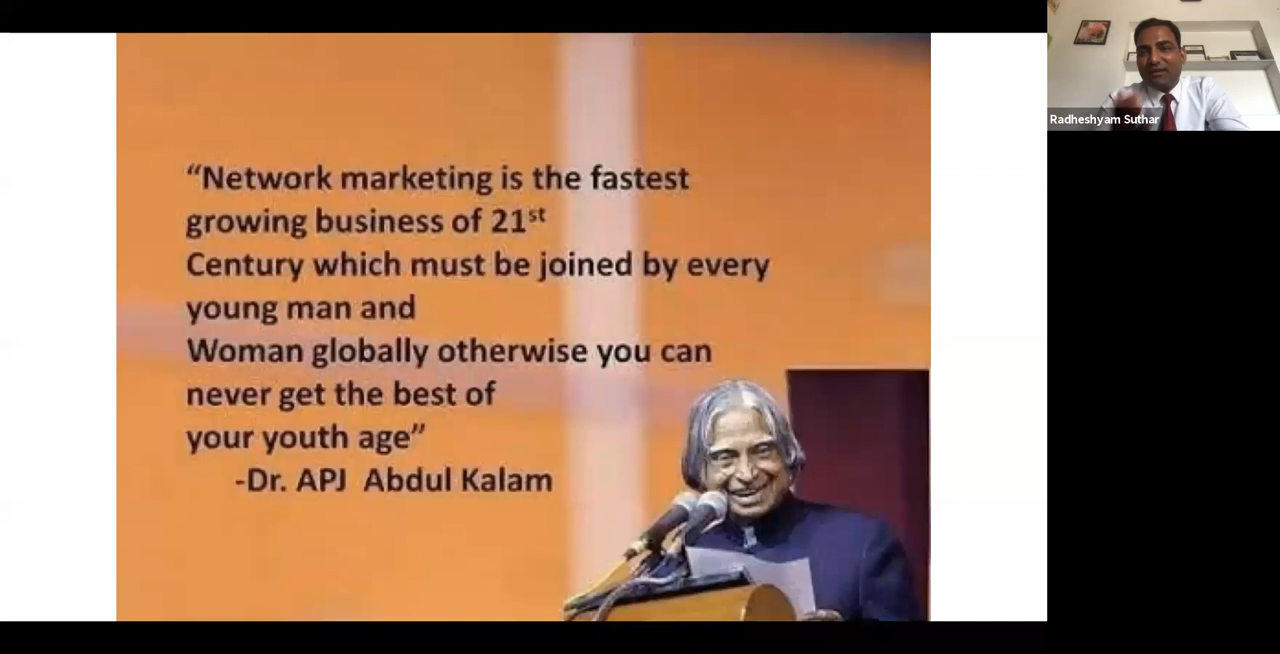 “Network marketing is the fastest
growing business of 21st
Century which must be joined by every
young man and
Woman globally otherwise you can
never get the best of
your youth age”
-Dr. APJ Abdul Kalam
Radheshyam Suthar